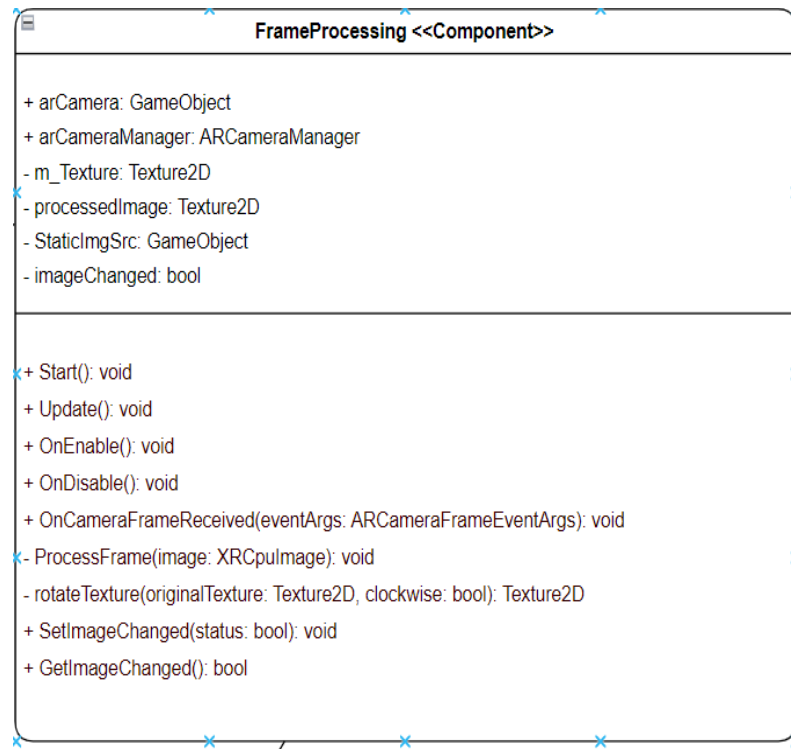 FrameProcessing <<Component>>
+ arCamera: GameObject
+ arCameraManager: ARCameraManager
- m_Texture: Texture2D
- processedImage: Texture2D
- StaticImgSrc: GameObject
- imageChanged: bool
+ Start(): void
+ Update(): void
+ OnEnable(): void
+ OnDisable(): void
+ OnCameraFrameReceived(eventArgs: ARCameraFrameEventArgs): void
- ProcessFrame(image: XRCpuImage): void
- rotateTexture(originalTexture: Texture2D, clockwise: bool): Texture2D
+ SetImageChanged(status: bool): void
+ GetImageChanged(): bool